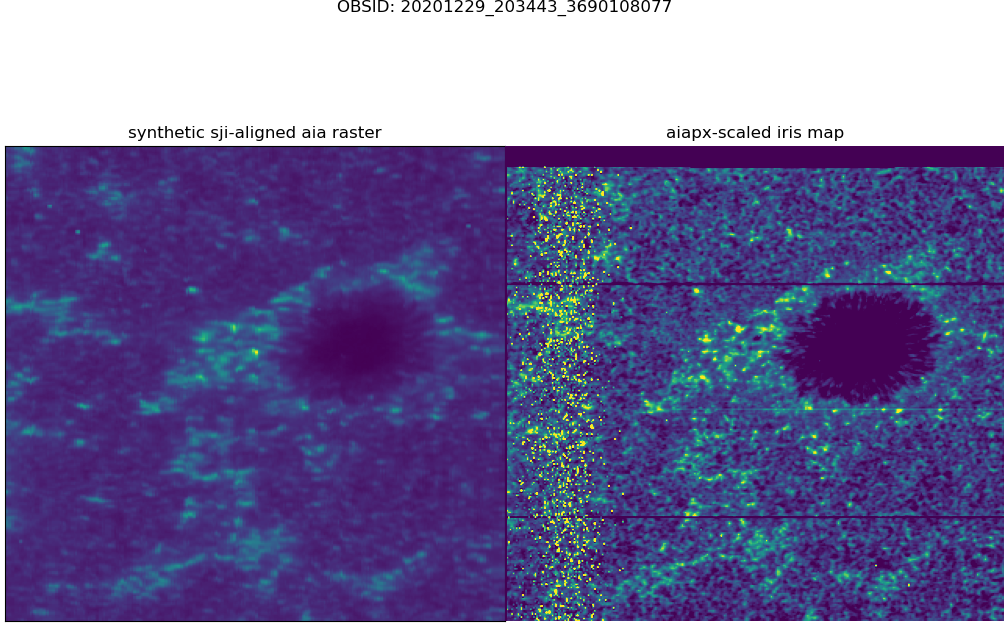 OBSID: 20201229_203443_3690108077
synthetic sji-aligned aia raster
aiapx-scaled iris map